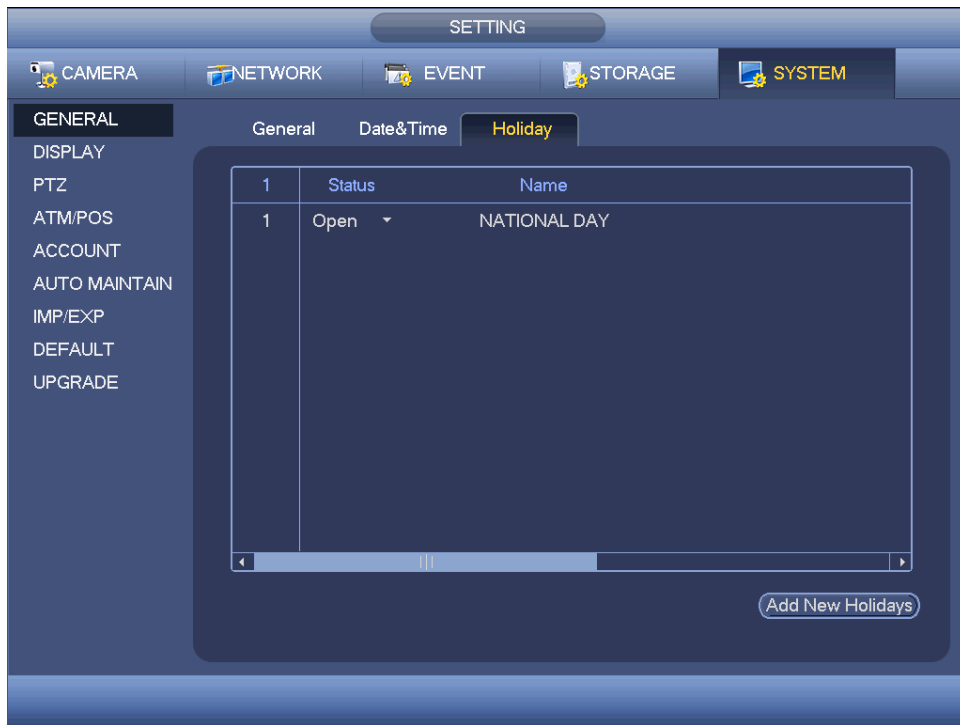 SETTING
CAMERA NETWORK EVENT STORAGE SYSTEM
GENERAL
DISPLAY
PTZ
ATM/POS
ACCOUNT
AUTO MAINTAIN
IMP/EXP
DEFAULT
UPGRADE
General Date&Time Holiday
1 Status Name
1 Open NATIONAL DAY
Add New Holidays